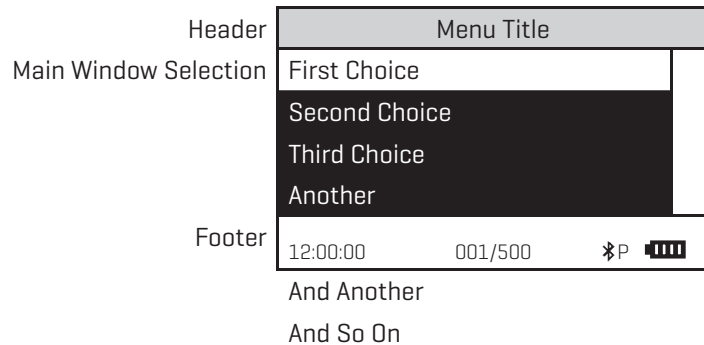 Header Menu Title
Main Window Selection First Choice
Second Choice
Third Choice
Another
Footer 12:00:00 001/500 P
And Another
And So On